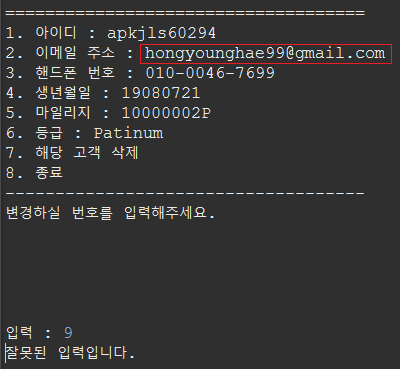 =====================================
1. 아이디 : apkjls60294
2. 이메일 주소 : hongyounghae99@gmail.com
3. 핸드폰 번호 : 010-0046-7699
4. 생년월일 : 19080721
5. 마일리지 : 10000002P
6. 등급 : Patinum
7. 해당 고객 삭제
8. 종료
-------------------------------------
변경하실 번호를 입력해주세요.
입력 : 9
잘못된 입력입니다.